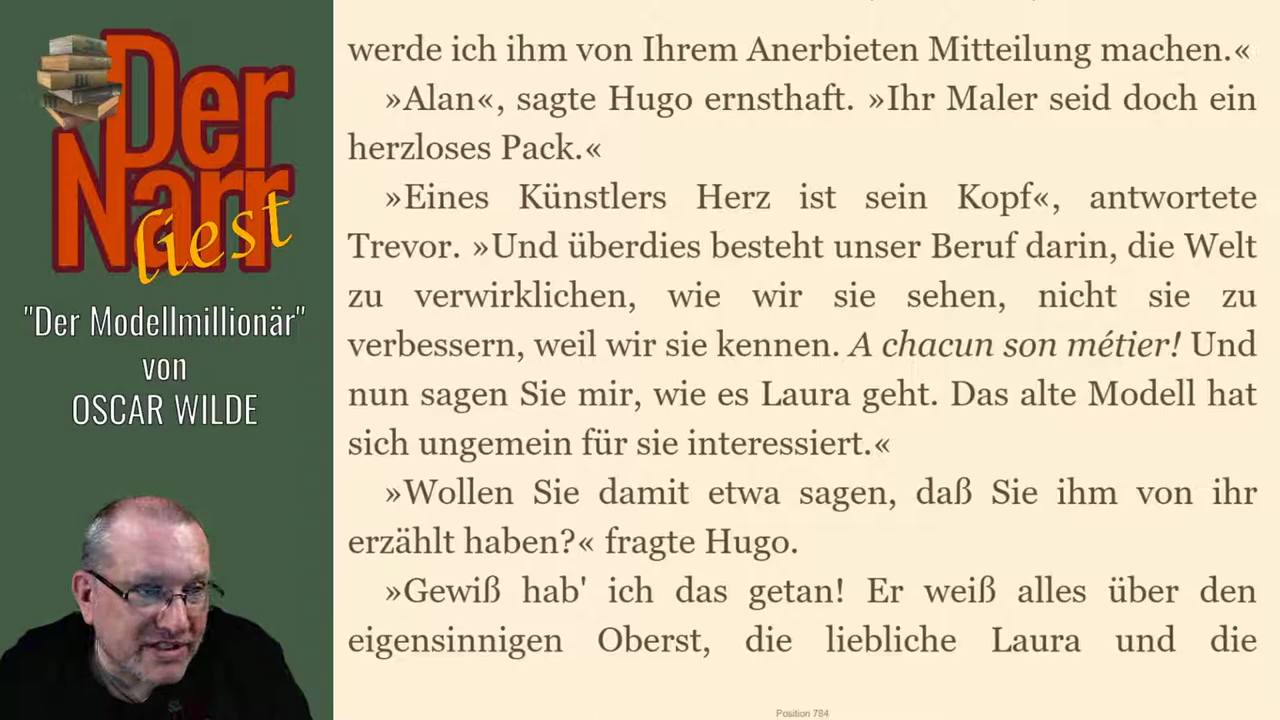 Der
Narr
liest
"Der Modellmillionär"
von
OSCAR WILDE
werde ich ihm von Ihrem Anerbieten Mitteilung machen.«
»Alan«, sagte Hugo ernsthaft. »Ihr Maler seid doch ein
herzloses Pack.«
»Eines Künstlers Herz ist sein Kopf«, antwortete
Trevor. »Und überdies besteht unser Beruf darin, die Welt
zu verwirklichen, wie wir sie sehen, nicht sie zu
verbessern, weil wir sie kennen. A chacun son métier! Und
nun sagen Sie mir, wie es Laura geht. Das alte Modell hat
sich ungemein für sie interessiert.«
»Wollen Sie damit etwa sagen, daß Sie ihm von ihr
erzählt haben?« fragte Hugo.
»Gewiß hab' ich das getan! Er weiß alles über den
eigensinnigen Oberst, die liebliche Laura und die
Position 784